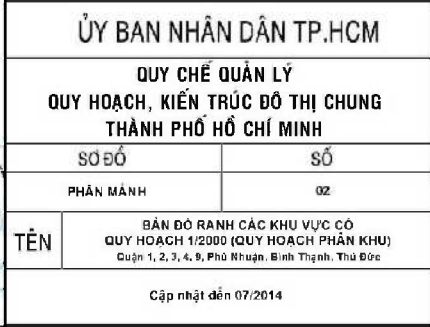 ỦY BAN NHÂN DÂN TP.HCM
QUY CHẾ QUẢN LÝ
QUY HOẠCH, KIẾN TRÚC ĐÔ THỊ CHUNG
THÀNH PHỐ HỒ CHÍ MINH
SƠ ĐỒ SỐ
PHÂN MẢNH 02
TÊN
BẢN ĐỒ RANH CÁC KHU VỰC CÓ
QUY HOẠCH 1/2000 (QUY HOẠCH PHÂN KHU)
Quận 1, 2, 3, 4, 9, Phú Nhuận, Bình Thạnh, Thủ Đức
Cập nhật đến 07/2014